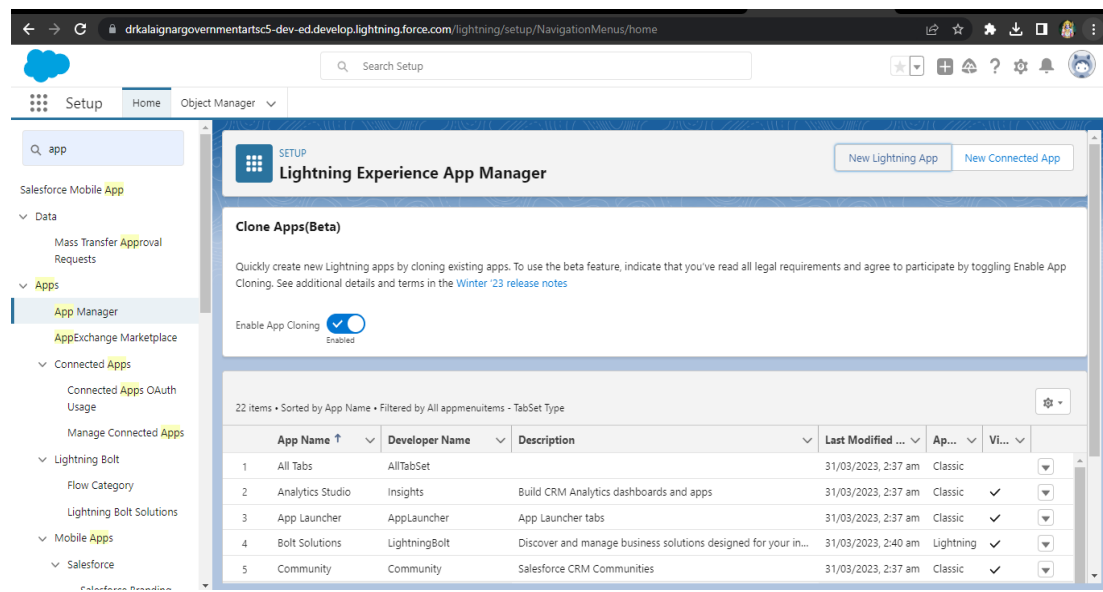 drkalaignargovernmentartsc5-dev-ed.develop.lightning.force.com/lightning/setup/NavigationMenus/home
Search Setup
Setup Home Object Manager
app
Salesforce Mobile App
Data
Mass Transfer Approval
Requests
Apps
App Manager
AppExchange Marketplace
Connected Apps
Connected Apps OAuth
Usage
Manage Connected Apps
Lightning Bolt
Flow Category
Lightning Bolt Solutions
Mobile Apps
Salesforce
Salesforce Branding
SETUP
Lightning Experience App Manager
New Lightning App New Connected App
Clone Apps(Beta)
Quickly create new Lightning apps by cloning existing apps. To use the beta feature, indicate that you've read all legal requirements and agree to participate by toggling Enable App
Cloning. See additional details and terms in the Winter '23 release notes
Enable App Cloning
Enabled
22 items • Sorted by App Name • Filtered by All appmenuitems - TabSet Type
App Name ↑ Developer Name Description Last Modified ... Ap... Vi...
1 All Tabs AllTabSet 31/03/2023, 2:37 am Classic
2 Analytics Studio Insights Build CRM Analytics dashboards and apps 31/03/2023, 2:37 am Classic ✓
3 App Launcher AppLauncher App Launcher tabs 31/03/2023, 2:37 am Classic ✓
4 Bolt Solutions LightningBolt Discover and manage business solutions designed for your in... 31/03/2023, 2:40 am Lightning ✓
5 Community Community Salesforce CRM Communities 31/03/2023, 2:37 am Classic ✓